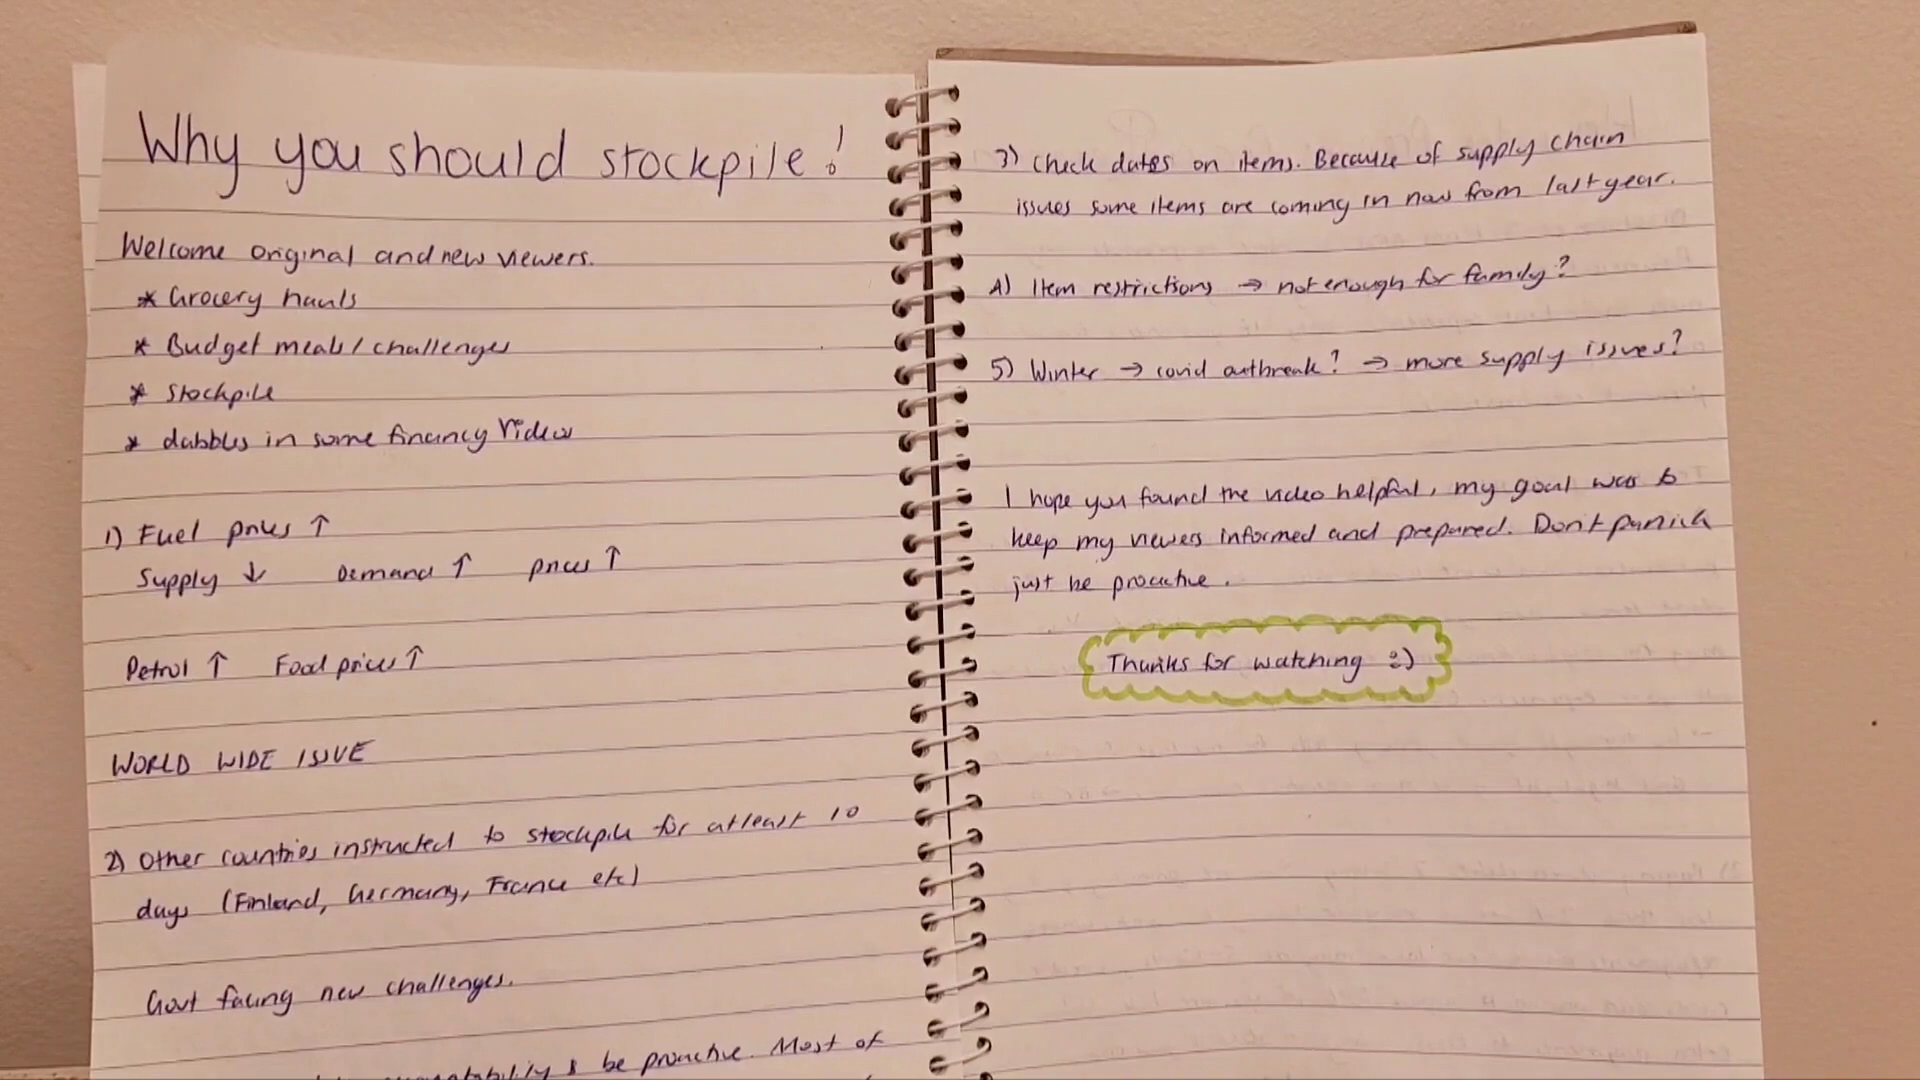 Why you should stockpile!
Welcome original and new viewers.
* Grocery hauls
* Budget meals / challenges
* Stockpile
* dabbles in some financy videos
1) Fuel prices ↑
Supply ↓ Demand ↑ prices ↑
Petrol ↑ Food prices ↑
WORLD WIDE ISSUE
2) Other countries instructed to stockpile for atleast 10
days (Finland, Germany, France etc)
Govt facing new challenges.
& be proactive. Most of
3) check dates on items. Because of supply chain
issues some items are coming in now from last year.
4) Item restrictions → not enough for family?
5) Winter → covid outbreak? → more supply issues?
I hope you found the video helpful, my goal was to
keep my viewers informed and prepared. Don't panick
just be proactive.
Thanks for watching :)